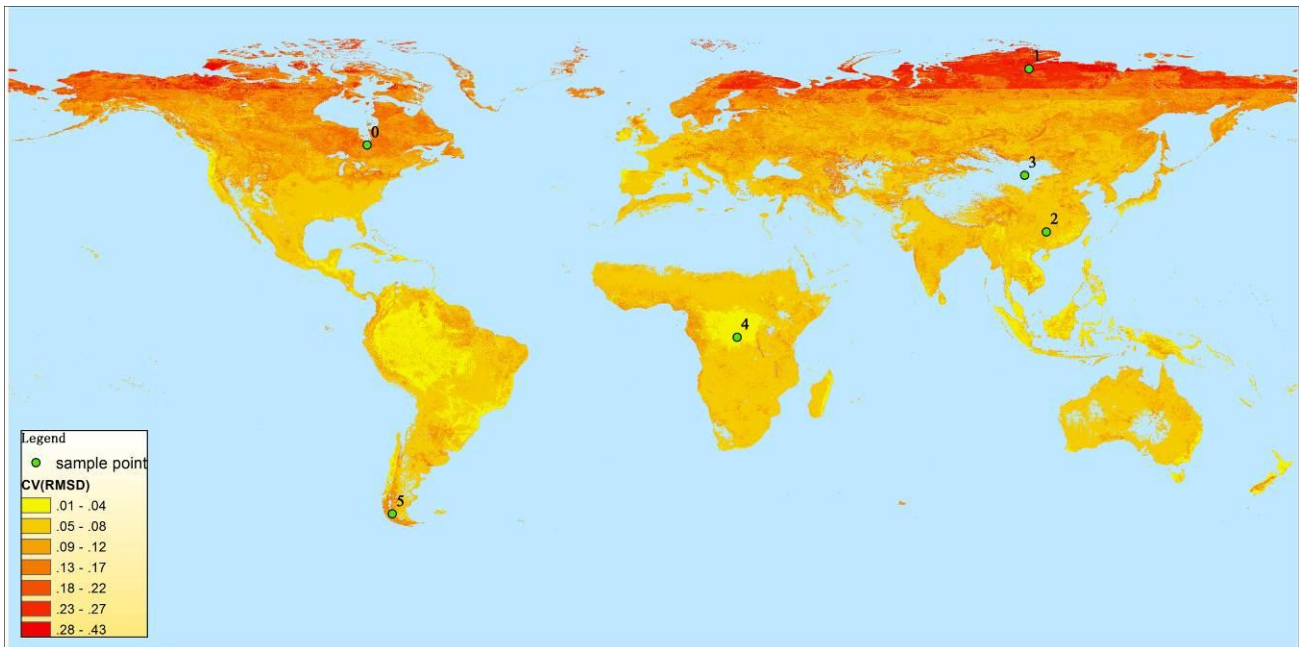 1
0
3
2
4
5
Legend
sample point
CV(RMSD)
.01 - .04
.05 - .08
.09 - .12
.13 - .17
.18 - .22
.23 - .27
.28 - .43